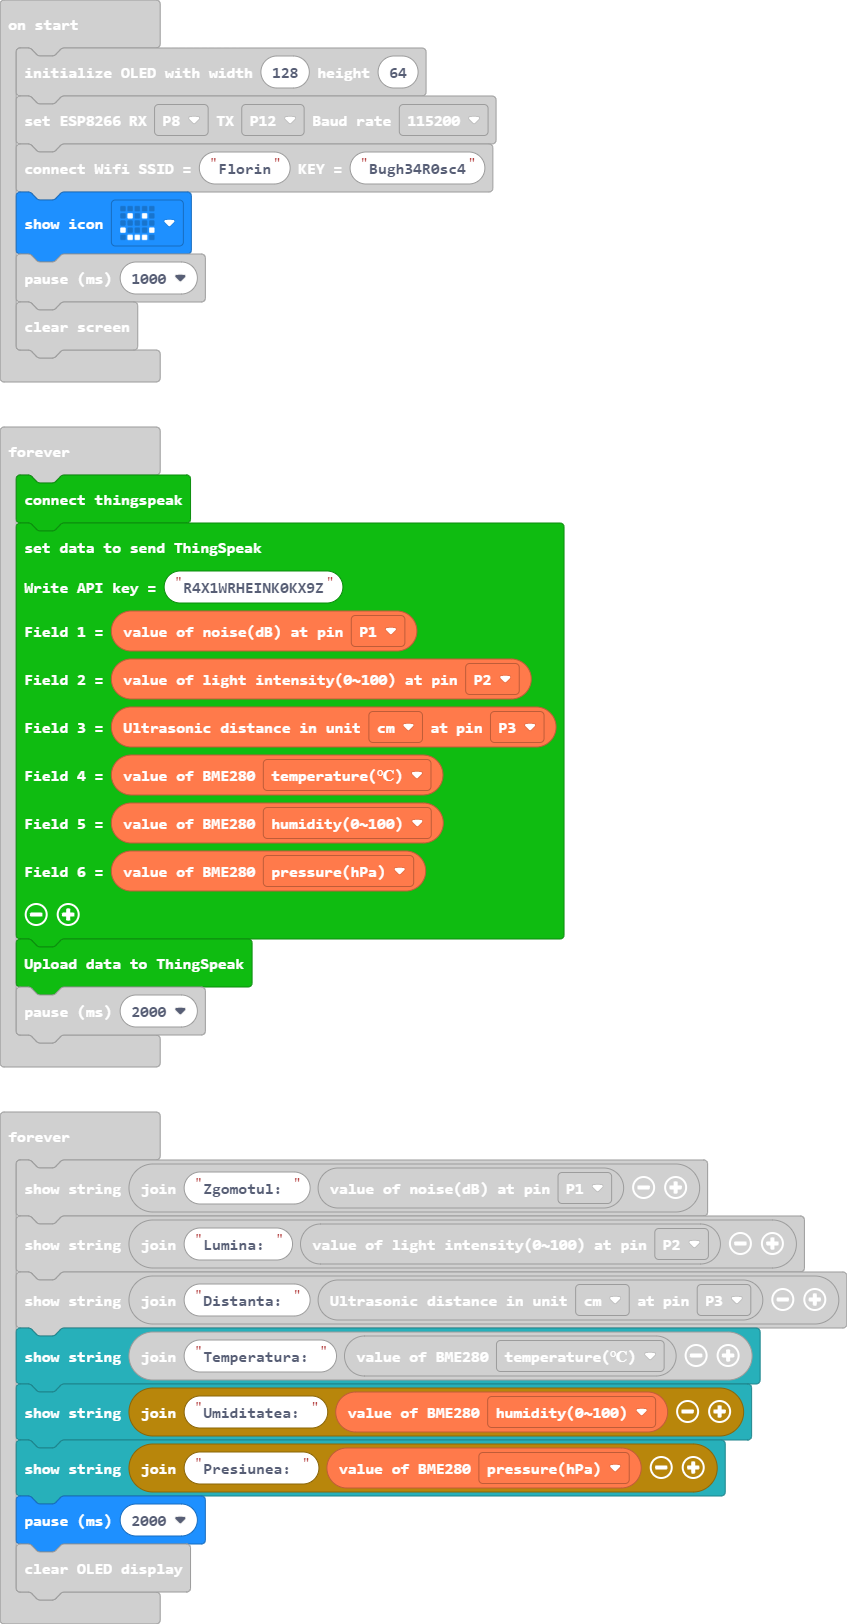 on start
initialize OLED with width 128 height 64
set ESP8266 RX P8 TX P12 Baud rate 115200
connect Wifi SSID = "Florin" KEY = "Bugh34R0sc4"
show icon
pause (ms) 1000
clear screen
forever
connect thingspeak
set data to send ThingSpeak
Write API key = "R4X1WRHEINK0KX9Z"
Field 1 = value of noise(dB) at pin P1
Field 2 = value of light intensity(0~100) at pin P2
Field 3 = Ultrasonic distance in unit cm at pin P3
Field 4 = value of BME280 temperature(℃)
Field 5 = value of BME280 humidity(0~100)
Field 6 = value of BME280 pressure(hPa)
Upload data to ThingSpeak
pause (ms) 2000
forever
show string join "Zgomotul: " value of noise(dB) at pin P1
show string join "Lumina: " value of light intensity(0~100) at pin P2
show string join "Distanta: " Ultrasonic distance in unit cm at pin P3
show string join "Temperatura: " value of BME280 temperature(℃)
show string join "Umiditatea: " value of BME280 humidity(0~100)
show string join "Presiunea: " value of BME280 pressure(hPa)
pause (ms) 2000
clear OLED display